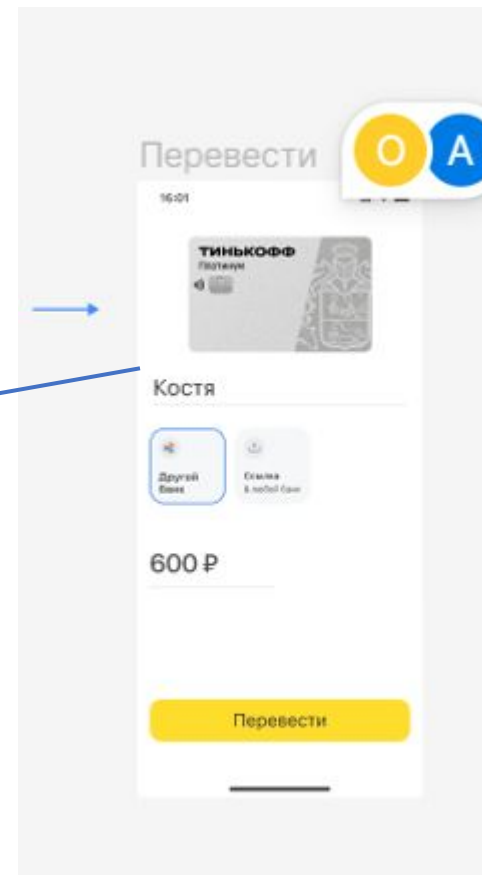 Перевести
О А
16:01
ТИНЬКОФФ
Платинум
Костя
Другой банк
Ссылка
в любой банк
600 ₽
Перевести